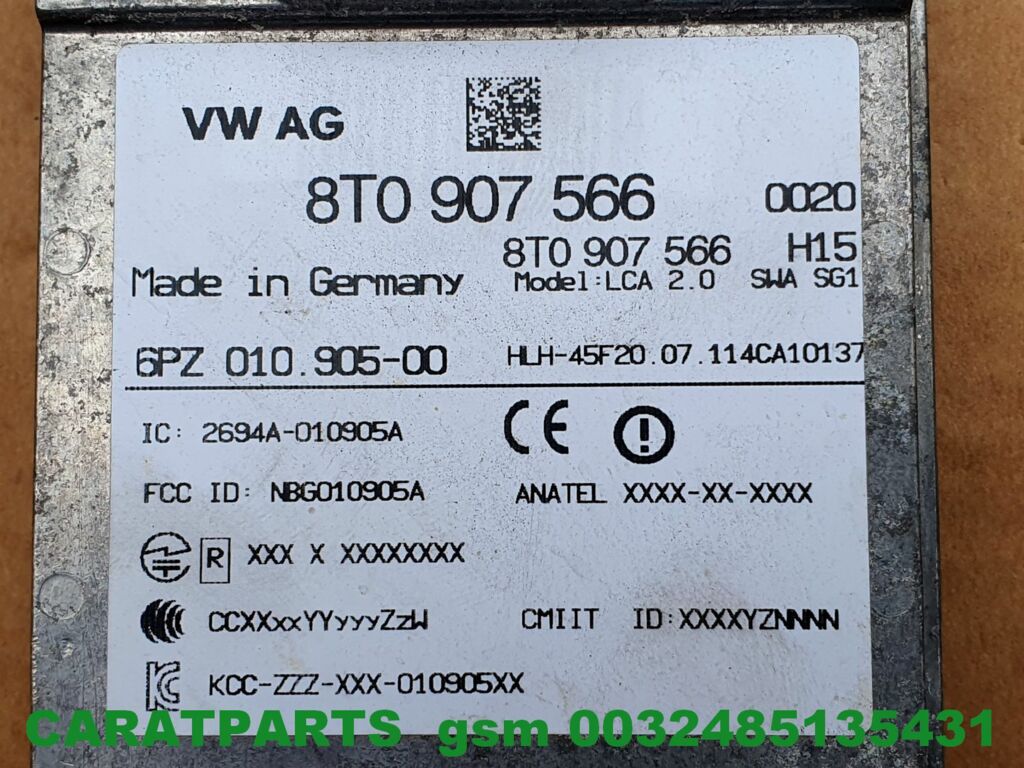 VW AG
8T0 907 566 0020
8T0 907 566 H15
Made in Germany Model:LCA 2.0 SWA SG1
6PZ 010.905-00 HLH-45F20.07.114CA10137
IC: 2694A-010905A CE
FCC ID: NBG010905A ANATEL XXXX-XX-XXXX
R XXX X XXXXXXXX
CCXXxxYYyyyZzW CMIIT ID:XXXXYZNNNN
KC KCC-ZZZ-XXX-010905XX
CARATPARTS gsm 0032485135431